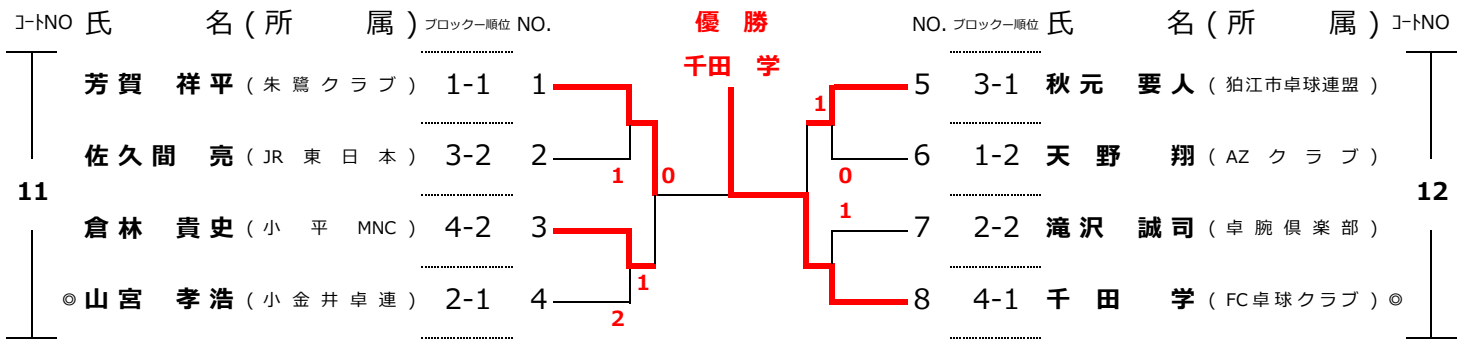 コートNO 氏 名 ( 所 属 ) ブロック－順位 NO. 優 勝 NO. ブロック－順位 氏 名 ( 所 属 ) コートNO
千田 学
芳賀 祥平 ( 朱鷺クラブ ) 1-1 1 5 3-1 秋元 要人 ( 狛江市卓球連盟 )
1
佐久間 亮 ( JR 東日本 ) 3-2 2 6 1-2 天野 翔 ( AZクラブ )
1 0 0
11 12
1
倉林 貴史 ( 小平 MNC ) 4-2 3 7 2-2 滝沢 誠司 ( 卓腕倶楽部 )
1
◎ 山宮 孝浩 ( 小金井卓連 ) 2-1 4 8 4-1 千田 学 ( FC卓球クラブ ) ◎
2